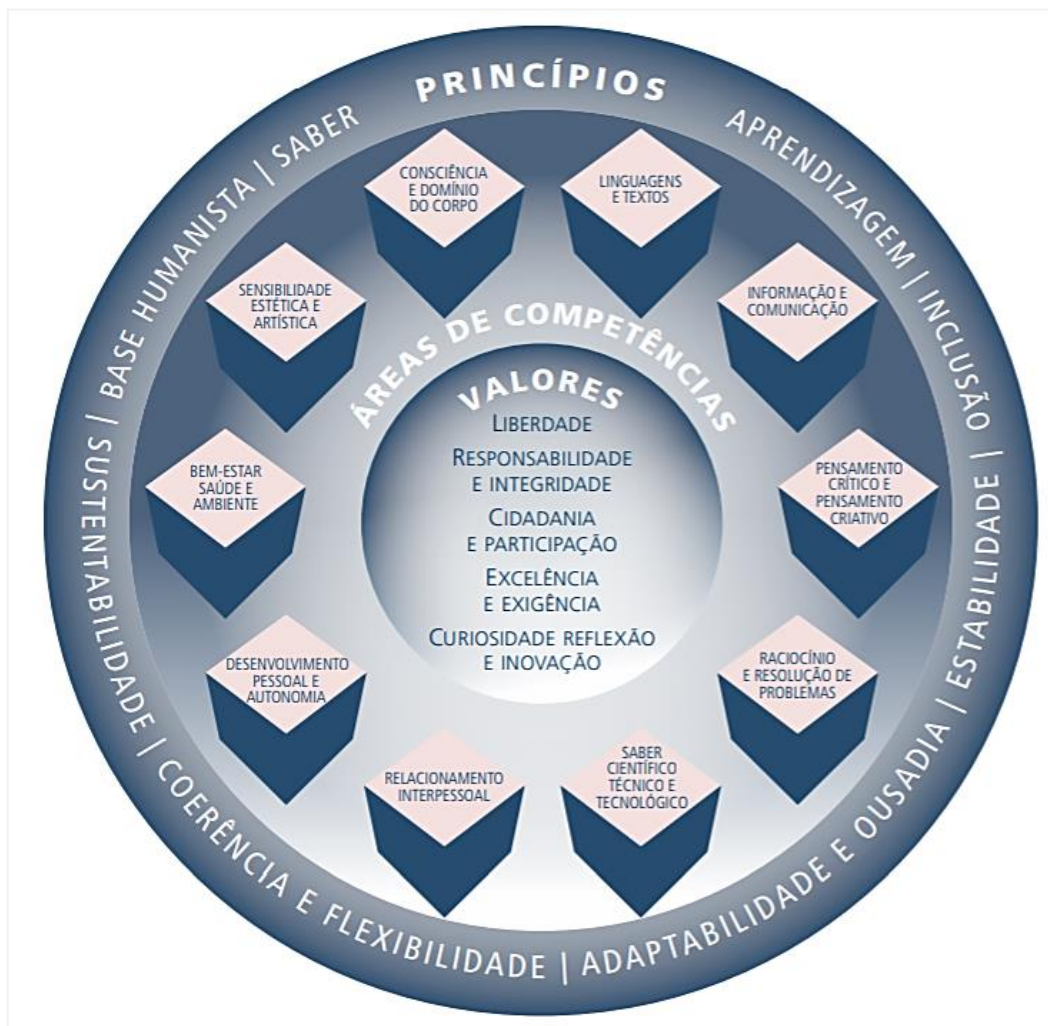 PRINCÍPIOS
APRENDIZAGEM | INCLUSÃO | ESTABILIDADE | ADAPTABILIDADE E OUSADIA | COERÊNCIA E FLEXIBILIDADE | SUSTENTABILIDADE | BASE HUMANISTA | SABER
CONSCIÊNCIA
E DOMÍNIO
DO CORPO
LINGUAGENS
E TEXTOS
SENSIBILIDADE
ESTÉTICA E
ARTÍSTICA
INFORMAÇÃO E
COMUNICAÇÃO
ÁREAS DE COMPETÊNCIAS
VALORES
LIBERDADE
RESPONSABILIDADE
E INTEGRIDADE
CIDADANIA
E PARTICIPAÇÃO
EXCELÊNCIA
E EXIGÊNCIA
CURIOSIDADE REFLEXÃO
E INOVAÇÃO
BEM-ESTAR
SAÚDE E
AMBIENTE
PENSAMENTO
CRÍTICO E
PENSAMENTO
CRIATIVO
DESENVOLVIMENTO
PESSOAL E
AUTONOMIA
RACIOCÍNIO
E RESOLUÇÃO DE
PROBLEMAS
RELACIONAMENTO
INTERPESSOAL
SABER
CIENTÍFICO
TÉCNICO E
TECNOLÓGICO